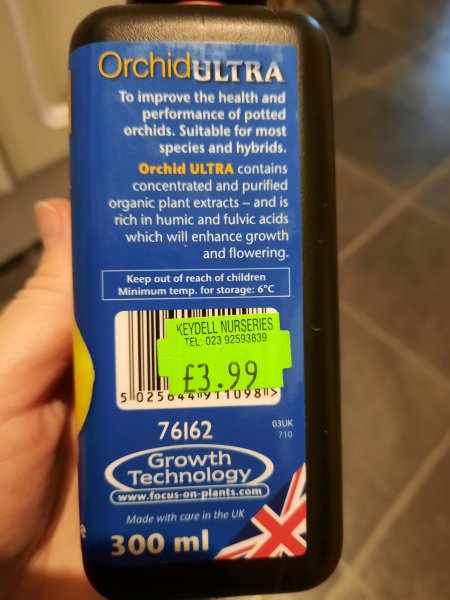 OrchidULTRA
To improve the health and
performance of potted
orchids. Suitable for most
species and hybrids.
Orchid ULTRA contains
concentrated and purified
organic plant extracts – and is
rich in humic and fulvic acids
which will enhance growth
and flowering.
Keep out of reach of children
Minimum temp. for storage: 6°C
KEYDELL NURSERIES
TEL: 023 92593839
£3.99
5 025644 911098 >
76162
03UK
710
Growth
Technology
www.focus-on-plants.com
Made with care in the UK
300 ml